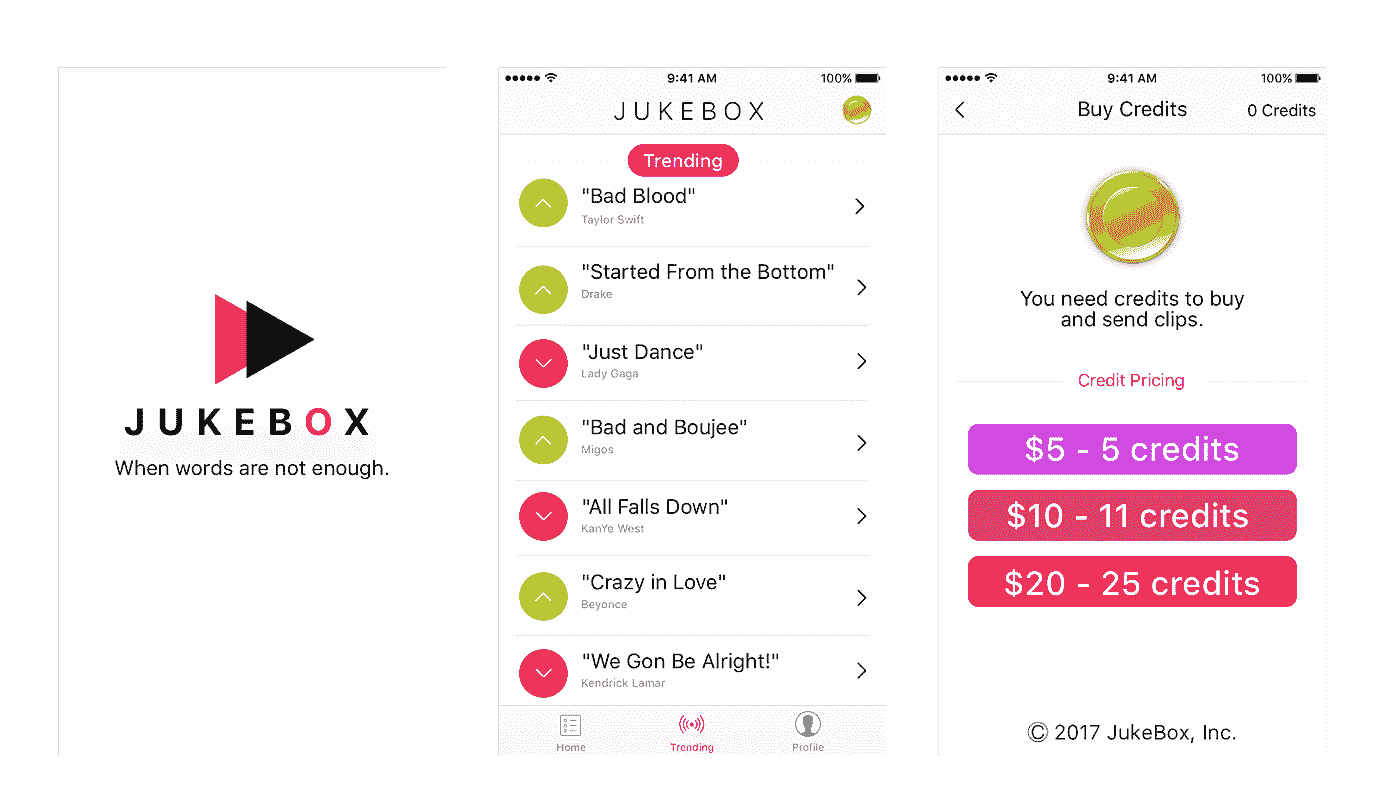 JUKEBOX
When words are not enough.
9:41 AM
100%
JUKEBOX
Trending
"Bad Blood"
Taylor Swift
"Started From the Bottom"
Drake
"Just Dance"
Lady Gaga
"Bad and Boujee"
Migos
"All Falls Down"
KanYe West
"Crazy in Love"
Beyonce
"We Gon Be Alright!"
Kendrick Lamar
Home
Trending
Profile
9:41 AM
100%
Buy Credits
0 Credits
You need credits to buy
and send clips.
Credit Pricing
$5 - 5 credits
$10 - 11 credits
$20 - 25 credits
© 2017 JukeBox, Inc.